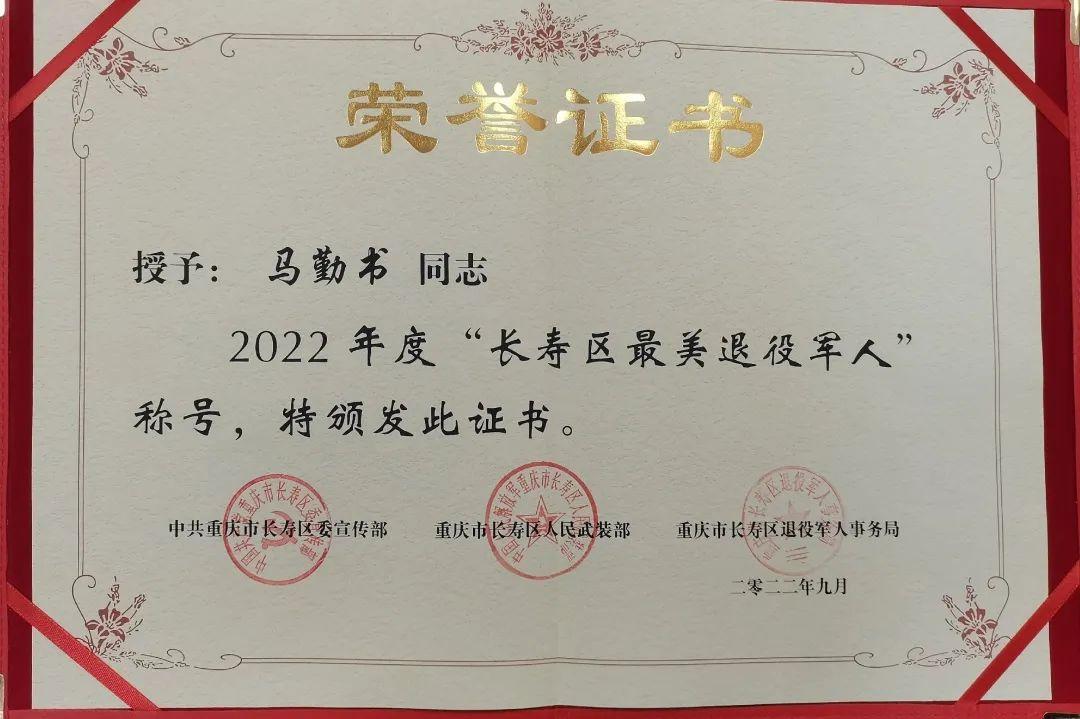 荣誉证书
授予： 马勤书 同志
2022 年度“长寿区最美退役军人”
称号，特颁发此证书。
中共重庆市长寿区委宣传部 重庆市长寿区人民武装部 重庆市长寿区退役军人事务局
二零二二年九月